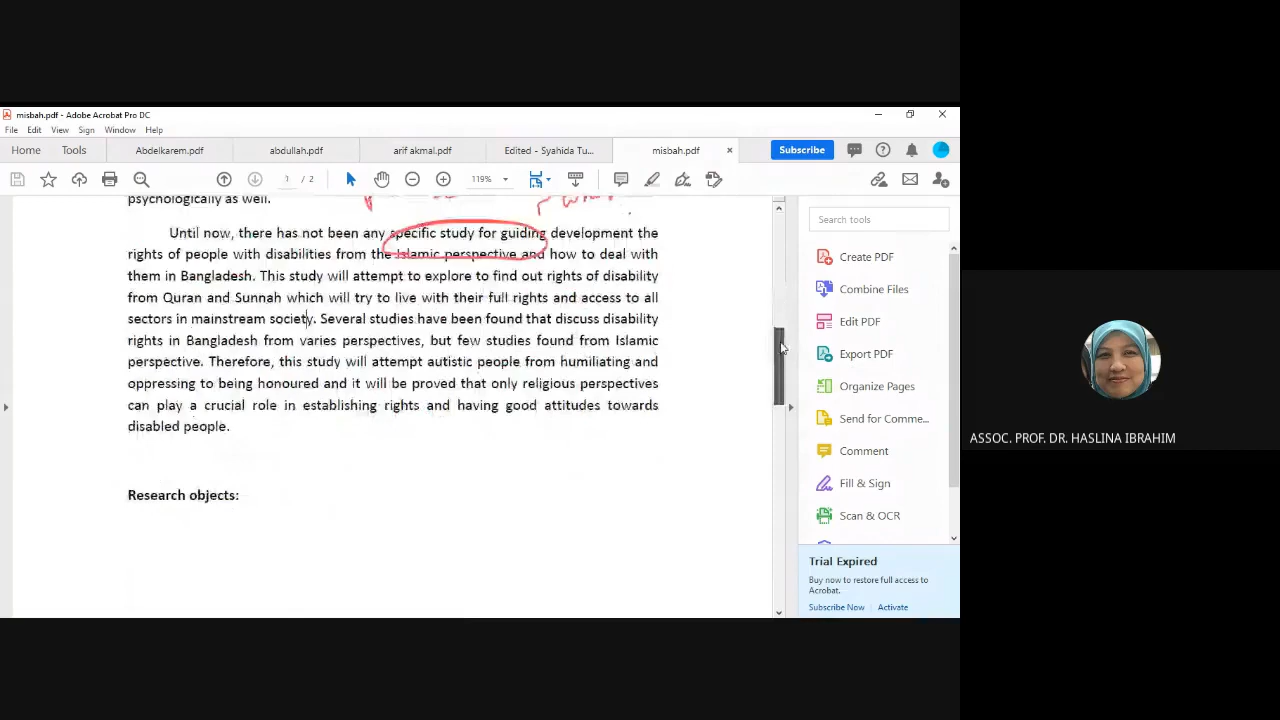 misbah.pdf - Adobe Acrobat Pro DC
File Edit View Sign Window Help
Home Tools Abdelkarem.pdf abdullah.pdf arif akmal.pdf Edited - Syahida Tu... misbah.pdf Subscribe
1 / 2 119%
psychologically as well.
Until now, there has not been any specific study for guiding development the
rights of people with disabilities from the Islamic perspective and how to deal with
them in Bangladesh. This study will attempt to explore to find out rights of disability
from Quran and Sunnah which will try to live with their full rights and access to all
sectors in mainstream society. Several studies have been found that discuss disability
rights in Bangladesh from varies perspectives, but few studies found from Islamic
perspective. Therefore, this study will attempt autistic people from humiliating and
oppressing to being honoured and it will be proved that only religious perspectives
can play a crucial role in establishing rights and having good attitudes towards
disabled people.
Research objects:
Search tools
Create PDF
Combine Files
Edit PDF
Export PDF
Organize Pages
Send for Comme...
Comment
Fill & Sign
Scan & OCR
Trial Expired
Buy now to restore full access to
Acrobat.
Subscribe Now Activate
ASSOC. PROF. DR. HASLINA IBRAHIM